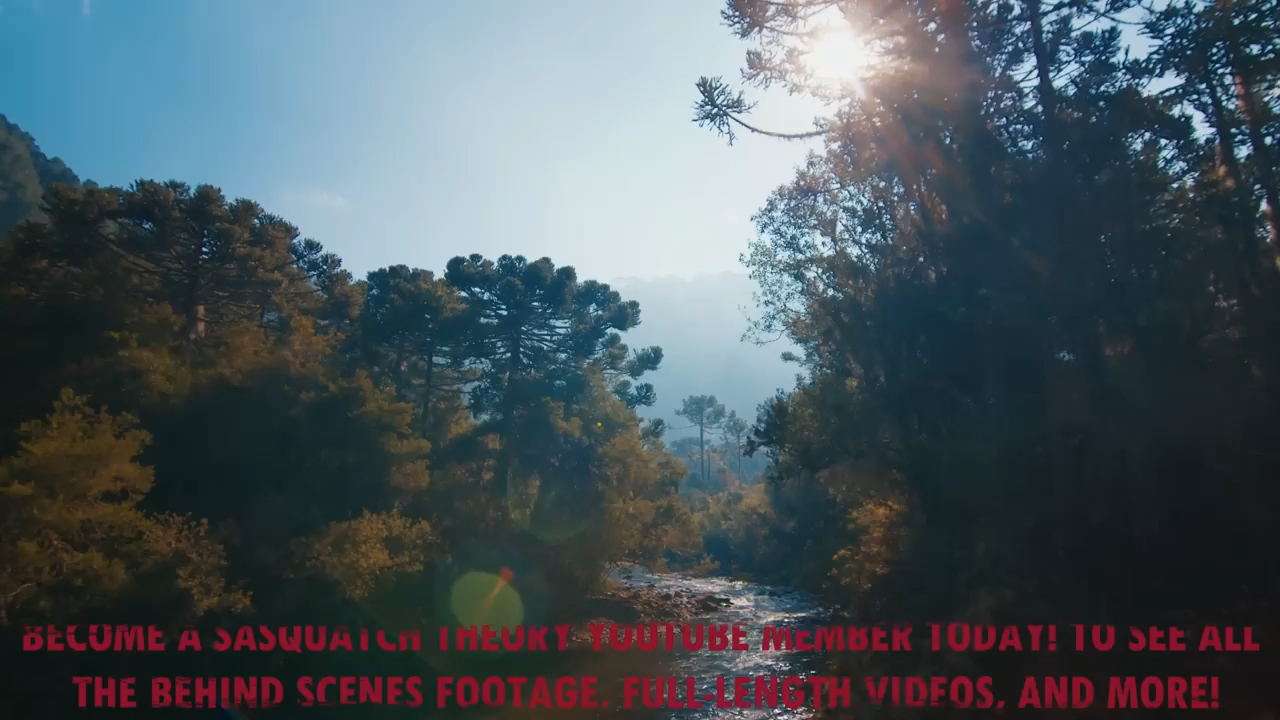 BECOME A SASQUATCH THEORY YOUTUBE MEMBER TODAY! TO SEE ALL
THE BEHIND SCENES FOOTAGE, FULL-LENGTH VIDEOS, AND MORE!